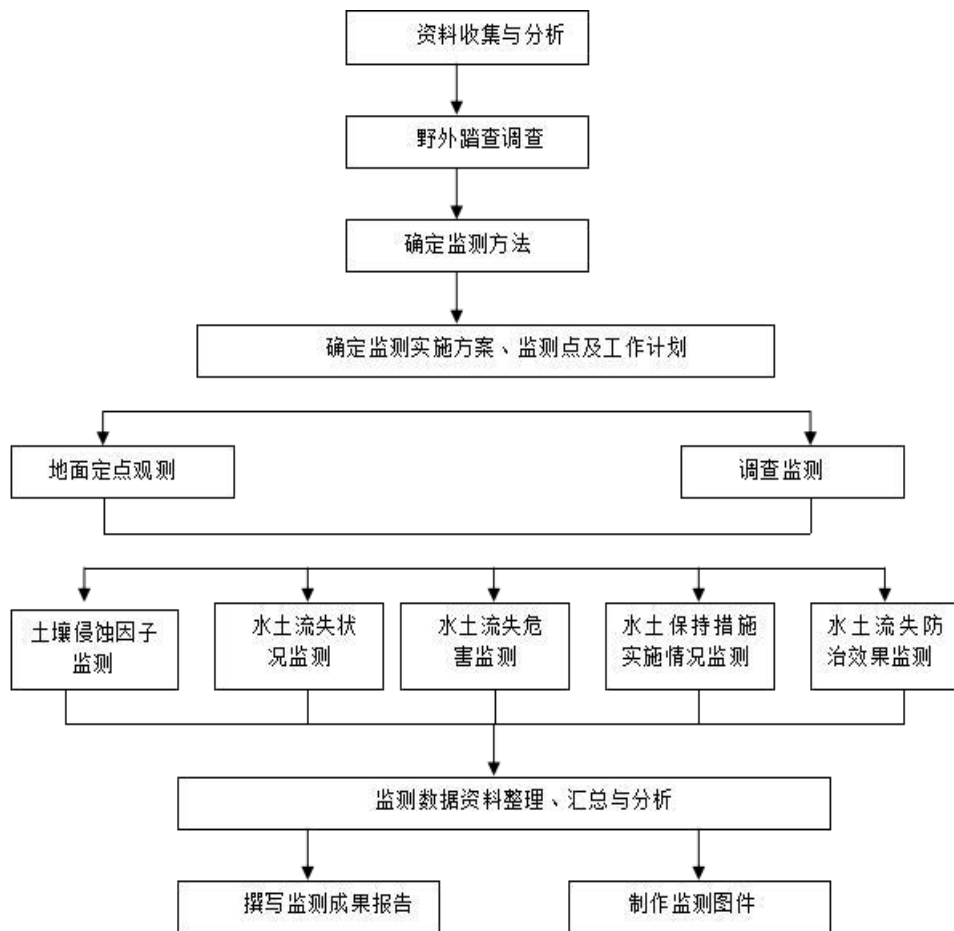 资料收集与分析
野外踏查调查
确定监测方法
确定监测实施方案、监测点及工作计划
地面定点观测
调查监测
土壤侵蚀因子
监测
水土流失状
况监测
水土流失危
害监测
水土保持措施
实施情况监测
水土流失防
治效果监测
监测数据资料整理、汇总与分析
撰写监测成果报告
制作监测图件